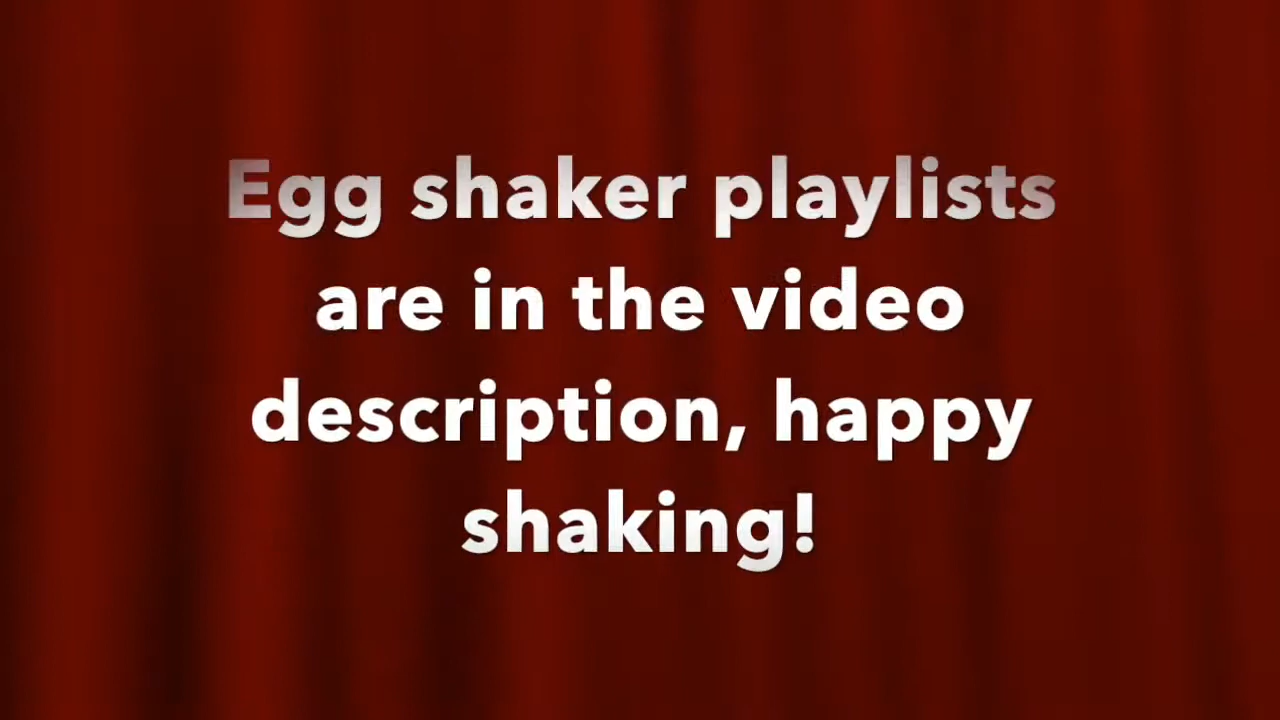 Egg shaker playlists
are in the video
description, happy
shaking!